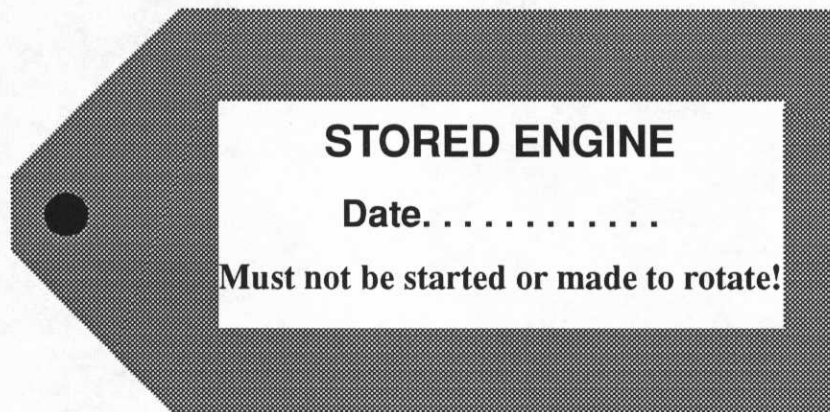 STORED ENGINE
Date. . . . . . . . . . . .
Must not be started or made to rotate!